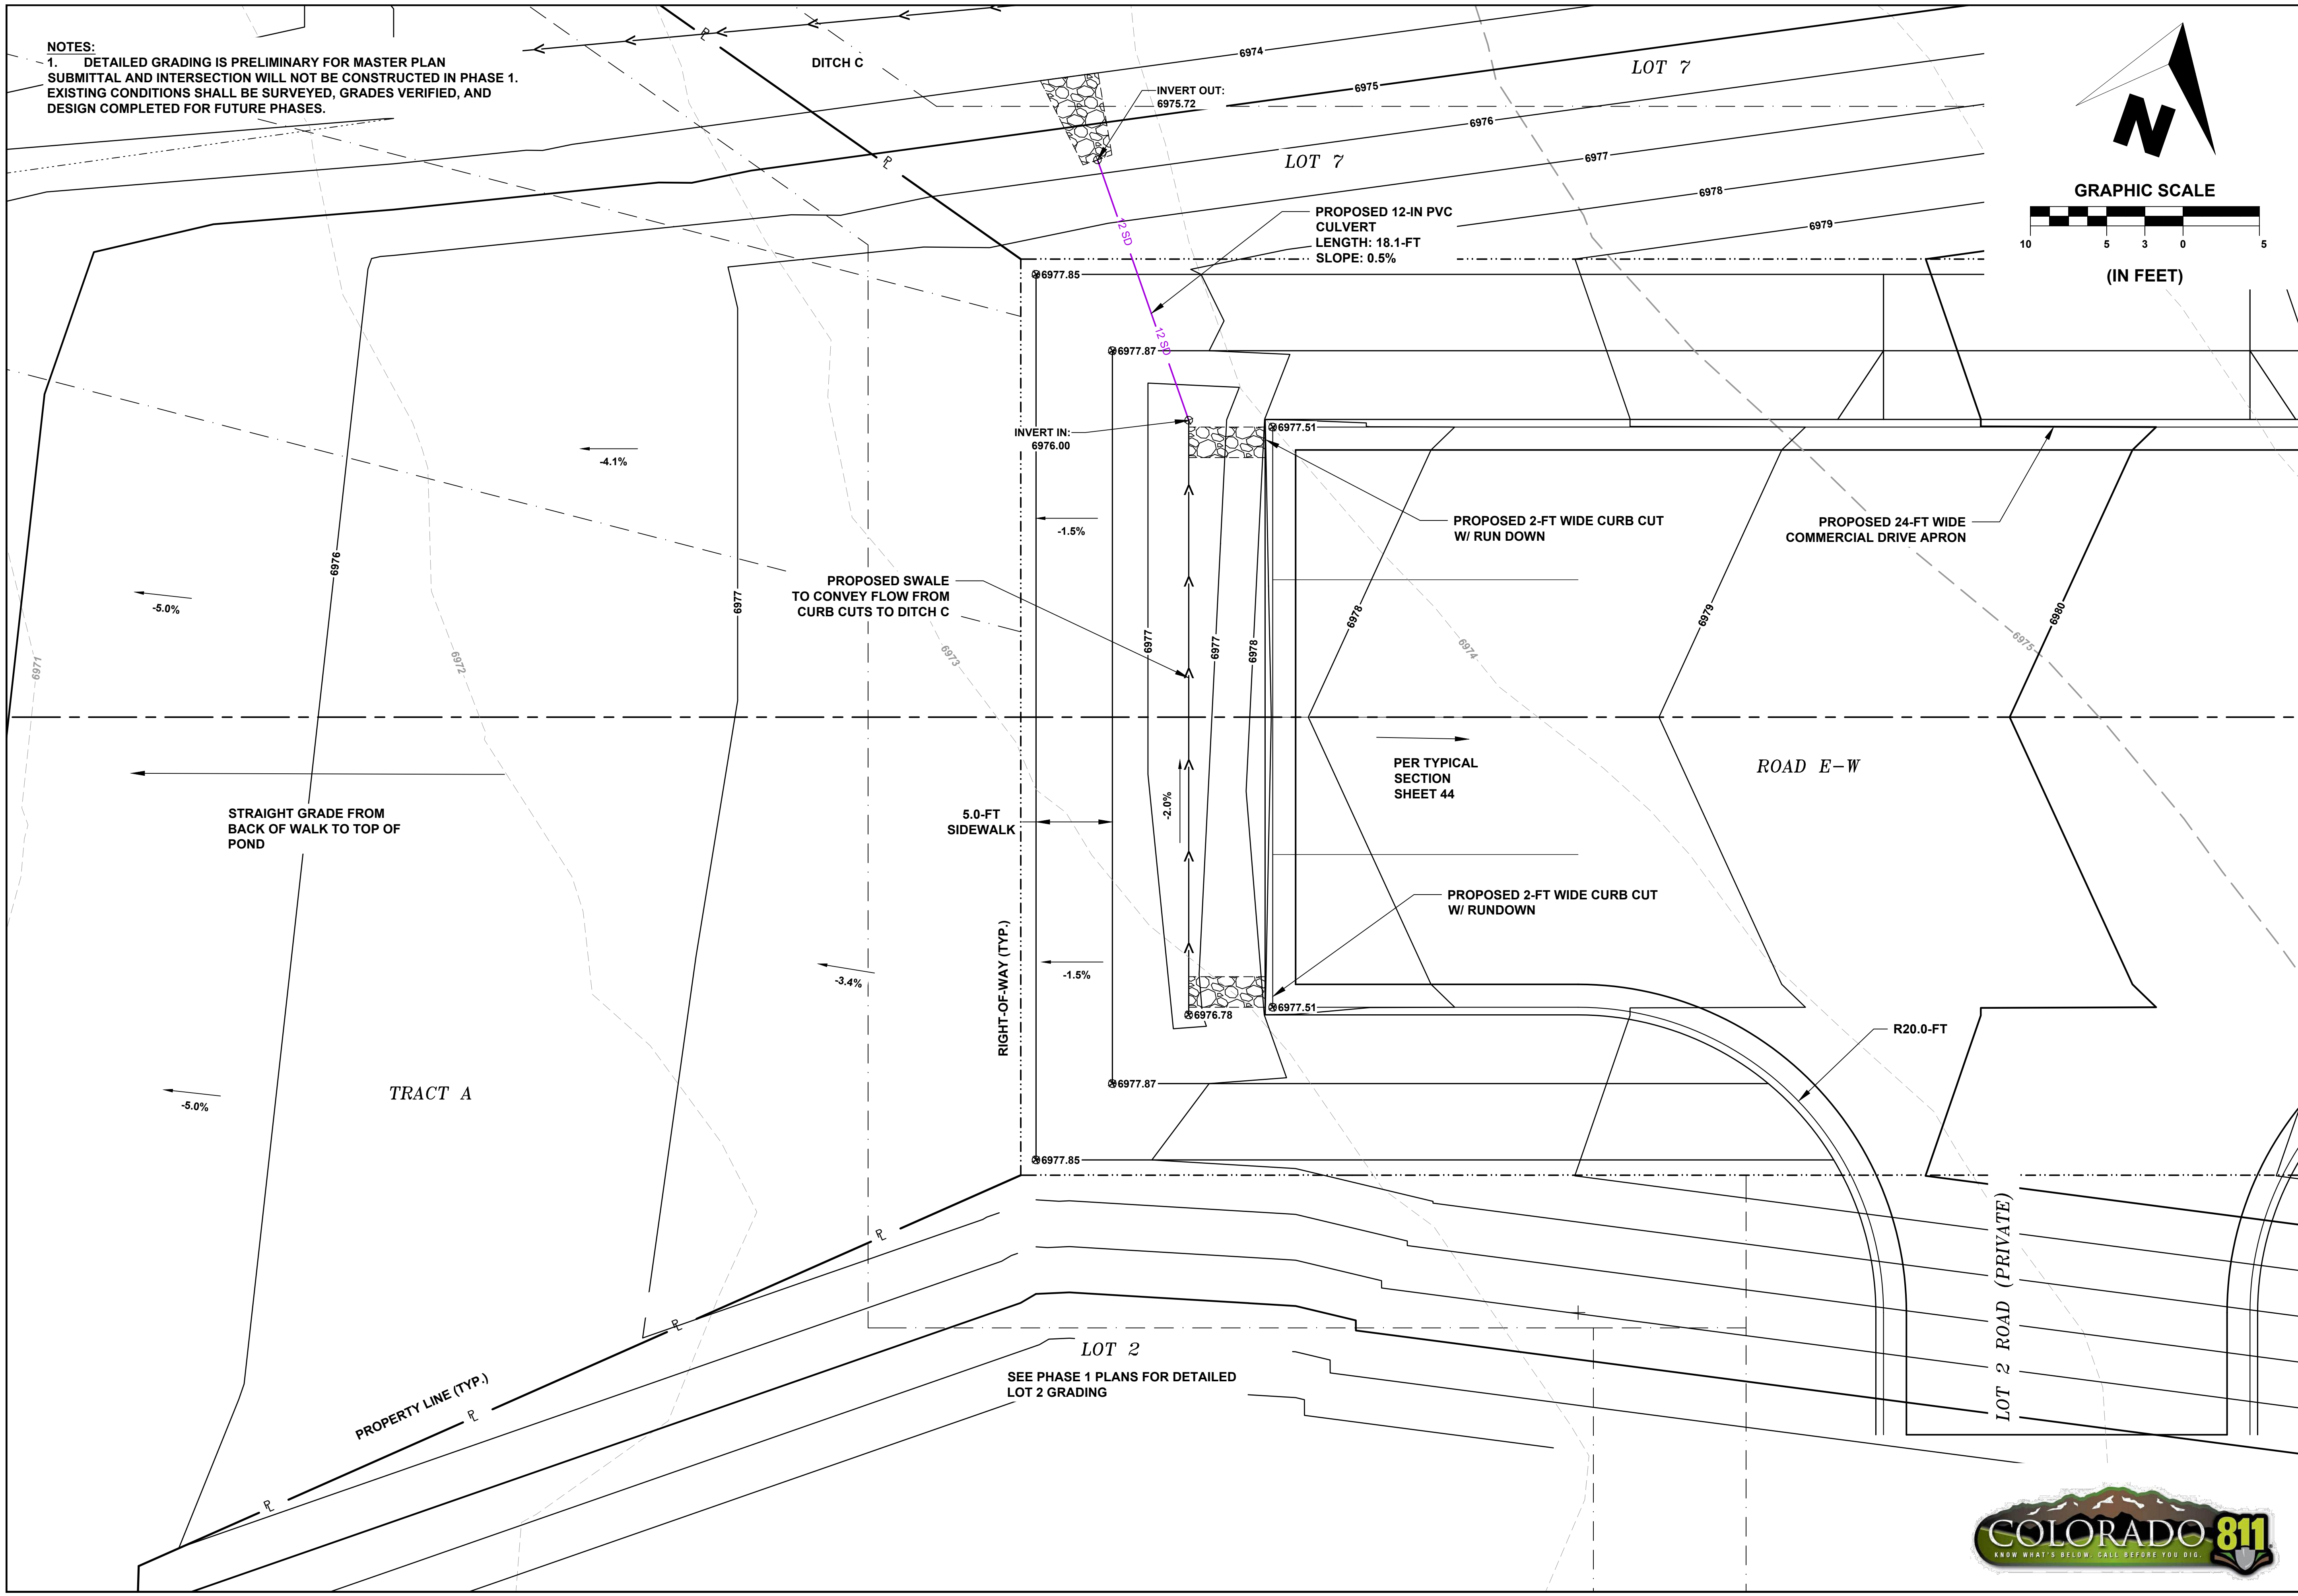 NOTES:
1. DETAILED GRADING IS PRELIMINARY FOR MASTER PLAN
SUBMITTAL AND INTERSECTION WILL NOT BE CONSTRUCTED IN PHASE 1.
EXISTING CONDITIONS SHALL BE SURVEYED, GRADES VERIFIED, AND
DESIGN COMPLETED FOR FUTURE PHASES.
DITCH C
INVERT OUT:
6975.72
6974
6975
6976
6977
6978
6979
LOT 7
LOT 7
N
GRAPHIC SCALE
10 5 3 0 5
(IN FEET)
PROPOSED 12-IN PVC
CULVERT
LENGTH: 18.1-FT
SLOPE: 0.5%
12 SD
12 SD
6977.85
6977.87
6977.51
INVERT IN:
6976.00
-4.1%
-1.5%
PROPOSED 2-FT WIDE CURB CUT
W/ RUN DOWN
PROPOSED 24-FT WIDE
COMMERCIAL DRIVE APRON
PROPOSED SWALE
TO CONVEY FLOW FROM
CURB CUTS TO DITCH C
-5.0%
6976
6977
6977
6977
6978
6978
6979
6980
6971
6972
6973
6974
6975
STRAIGHT GRADE FROM
BACK OF WALK TO TOP OF
POND
5.0-FT
SIDEWALK
-2.0%
PER TYPICAL
SECTION
SHEET 44
ROAD E-W
PROPOSED 2-FT WIDE CURB CUT
W/ RUNDOWN
RIGHT-OF-WAY (TYP.)
-3.4%
-1.5%
6976.78
6977.51
R20.0-FT
6977.87
6977.85
TRACT A
-5.0%
PL
PL
PL
PL
PL
PL
PROPERTY LINE (TYP.)
LOT 2
SEE PHASE 1 PLANS FOR DETAILED
LOT 2 GRADING
LOT 2 ROAD (PRIVATE)
COLORADO 811
KNOW WHAT'S BELOW. CALL BEFORE YOU DIG.